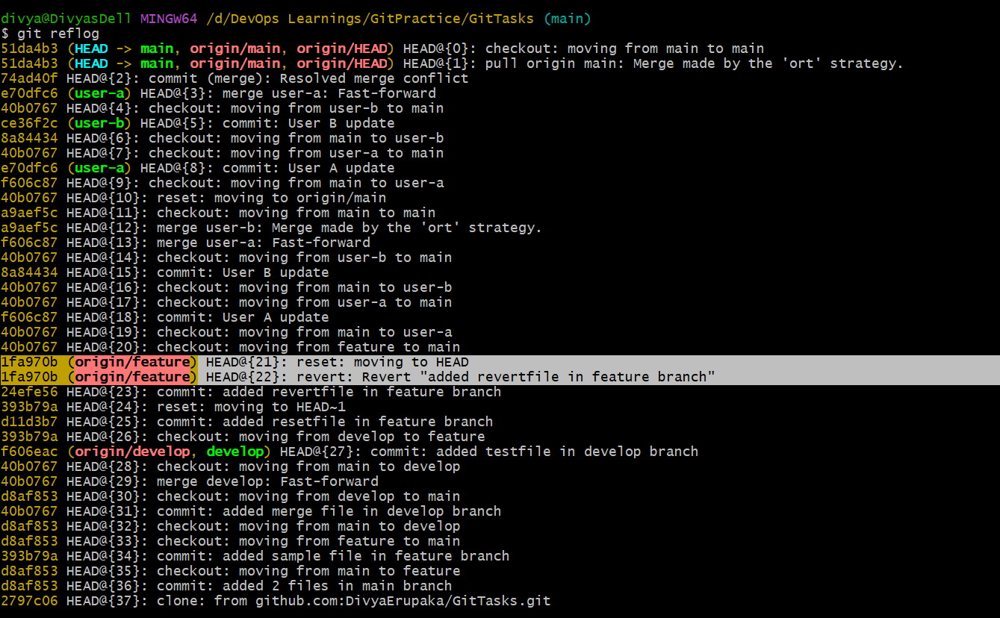 divya@DivyasDell MINGW64 /d/DevOps Learnings/GitPractice/GitTasks (main)
$ git reflog
51da4b3 (HEAD -> main, origin/main, origin/HEAD) HEAD@{0}: checkout: moving from main to main
51da4b3 (HEAD -> main, origin/main, origin/HEAD) HEAD@{1}: pull origin main: Merge made by the 'ort' strategy.
74ad40f HEAD@{2}: commit (merge): Resolved merge conflict
e70dfc6 (user-a) HEAD@{3}: merge user-a: Fast-forward
40b0767 HEAD@{4}: checkout: moving from user-b to main
ce36f2c (user-b) HEAD@{5}: commit: User B update
8a84434 HEAD@{6}: checkout: moving from main to user-b
40b0767 HEAD@{7}: checkout: moving from user-a to main
e70dfc6 (user-a) HEAD@{8}: commit: User A update
f606c87 HEAD@{9}: checkout: moving from main to user-a
40b0767 HEAD@{10}: reset: moving to origin/main
a9aef5c HEAD@{11}: checkout: moving from main to main
a9aef5c HEAD@{12}: merge user-b: Merge made by the 'ort' strategy.
f606c87 HEAD@{13}: merge user-a: Fast-forward
40b0767 HEAD@{14}: checkout: moving from user-b to main
8a84434 HEAD@{15}: commit: User B update
40b0767 HEAD@{16}: checkout: moving from main to user-b
40b0767 HEAD@{17}: checkout: moving from user-a to main
f606c87 HEAD@{18}: commit: User A update
40b0767 HEAD@{19}: checkout: moving from main to user-a
40b0767 HEAD@{20}: checkout: moving from feature to main
1fa970b (origin/feature) HEAD@{21}: reset: moving to HEAD
1fa970b (origin/feature) HEAD@{22}: revert: Revert "added revertfile in feature branch"
24efe56 HEAD@{23}: commit: added revertfile in feature branch
393b79a HEAD@{24}: reset: moving to HEAD~1
d11d3b7 HEAD@{25}: commit: added resetfile in feature branch
393b79a HEAD@{26}: checkout: moving from develop to feature
f606eac (origin/develop, develop) HEAD@{27}: commit: added testfile in develop branch
40b0767 HEAD@{28}: checkout: moving from main to develop
40b0767 HEAD@{29}: merge develop: Fast-forward
d8af853 HEAD@{30}: checkout: moving from develop to main
40b0767 HEAD@{31}: commit: added merge file in develop branch
d8af853 HEAD@{32}: checkout: moving from main to develop
d8af853 HEAD@{33}: checkout: moving from feature to main
393b79a HEAD@{34}: commit: added sample file in feature branch
d8af853 HEAD@{35}: checkout: moving from main to feature
d8af853 HEAD@{36}: commit: added 2 files in main branch
2797c06 HEAD@{37}: clone: from github.com:DivyaErupaka/GitTasks.git